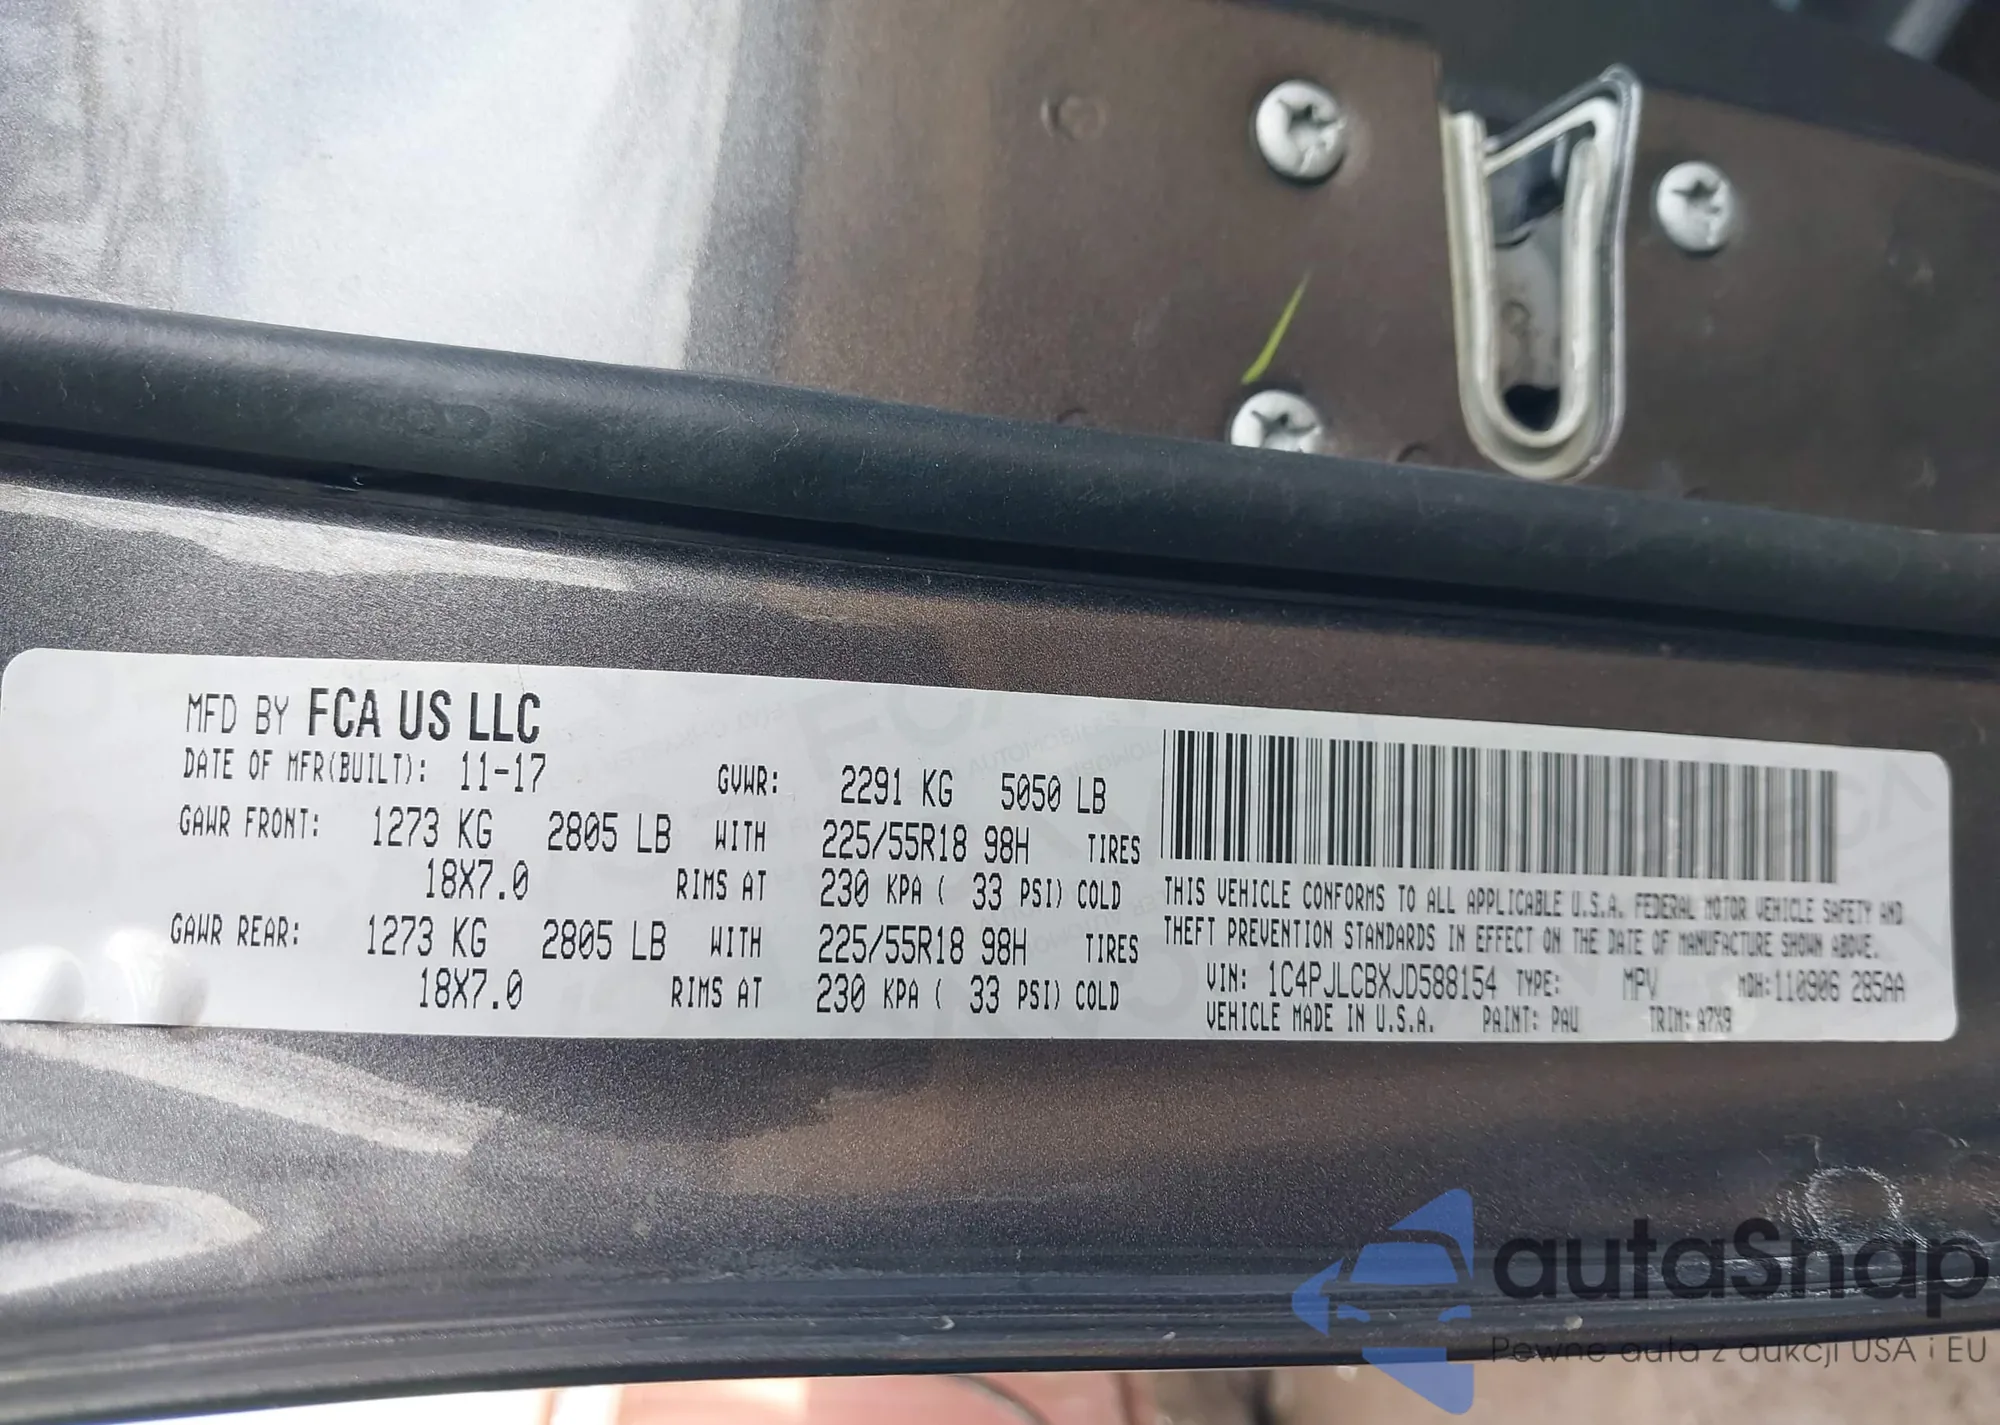 MFD BY FCA US LLC
DATE OF MFR(BUILT): 11-17 GVWR: 2291 KG 5050 LB
GAWR FRONT: 1273 KG 2805 LB WITH 225/55R18 98H TIRES
18X7.0 RIMS AT 230 KPA ( 33 PSI) COLD
GAWR REAR: 1273 KG 2805 LB WITH 225/55R18 98H TIRES
18X7.0 RIMS AT 230 KPA ( 33 PSI) COLD
THIS VEHICLE CONFORMS TO ALL APPLICABLE U.S.A. FEDERAL MOTOR VEHICLE SAFETY AND
THEFT PREVENTION STANDARDS IN EFFECT ON THE DATE OF MANUFACTURE SHOWN ABOVE.
VIN: 1C4PJLCBXJD588154 TYPE: MPV MDH:110906 285AA
VEHICLE MADE IN U.S.A. PAINT: PAU TRIM: A7X9
autaSnap
Pewne auta z aukcji USA i EU